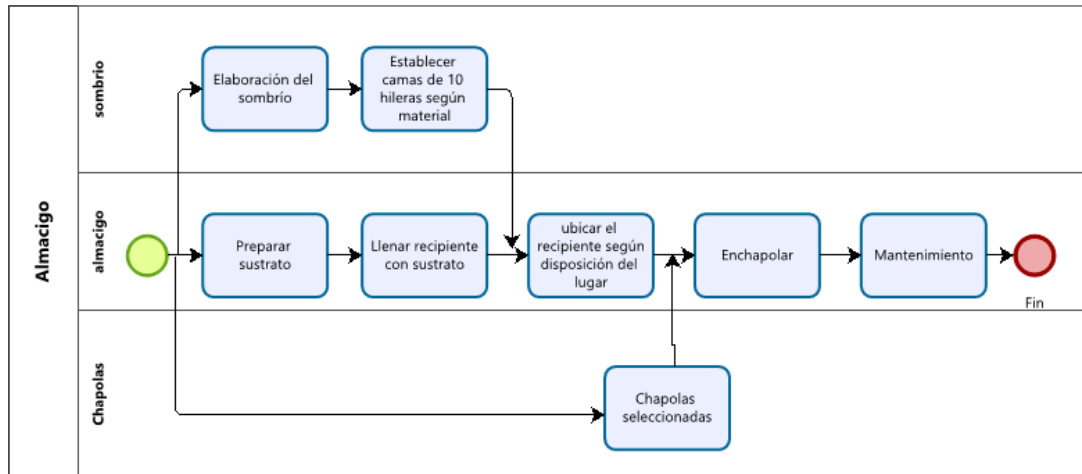 Almacigo
sombrio
Elaboración del
sombrío
Establecer
camas de 10
hileras según
material
almacigo
Preparar
sustrato
Llenar recipiente
con sustrato
ubicar el
recipiente según
disposición del
lugar
Enchapolar
Mantenimiento
Fin
Chapolas
Chapolas
seleccionadas